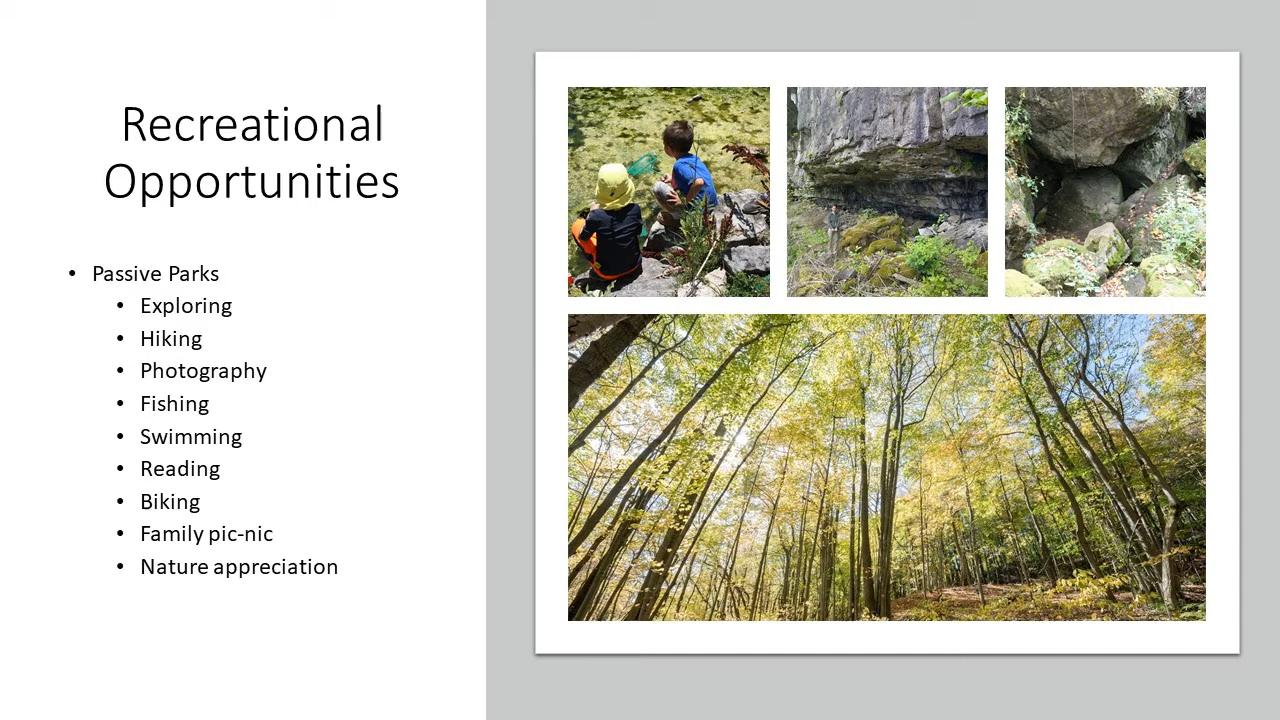 Recreational
Opportunities
• Passive Parks
• Exploring
• Hiking
• Photography
• Fishing
• Swimming
• Reading
• Biking
• Family pic-nic
• Nature appreciation